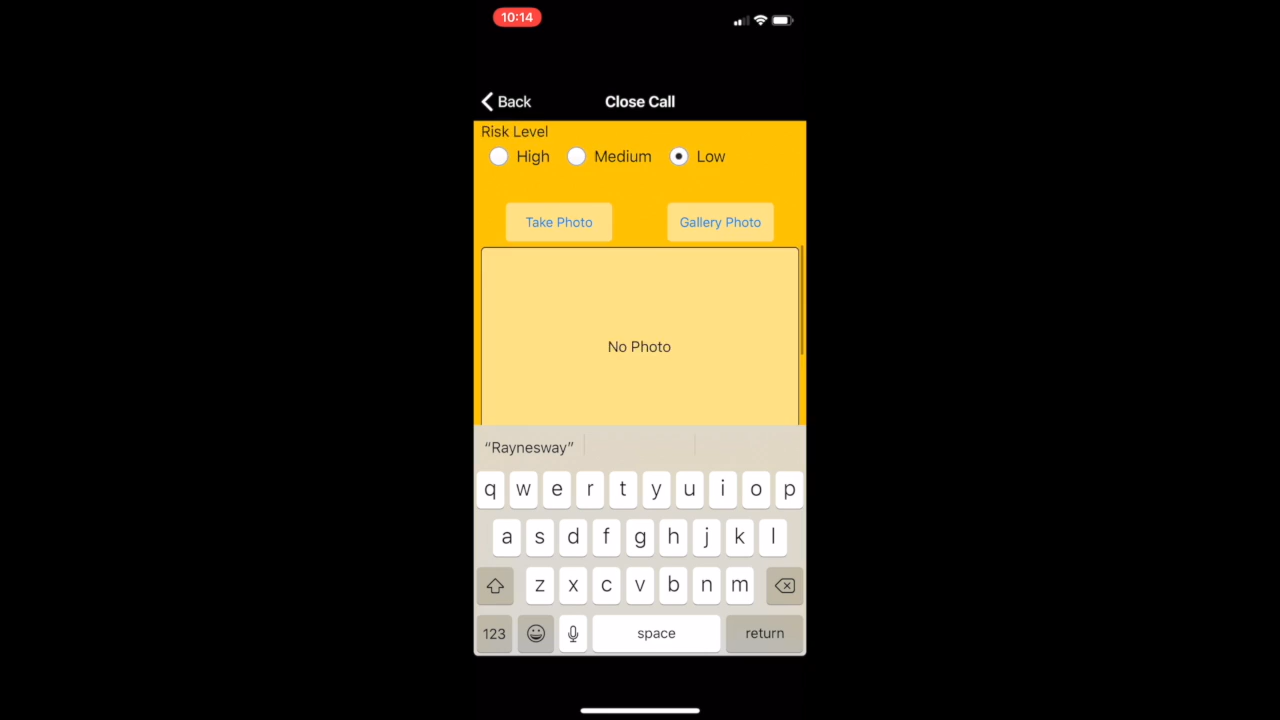 10:14
Back Close Call
Risk Level
High Medium Low
Take Photo Gallery Photo
No Photo
“Raynesway”
q w e r t y u i o p
a s d f g h j k l
z x c v b n m
123 space return